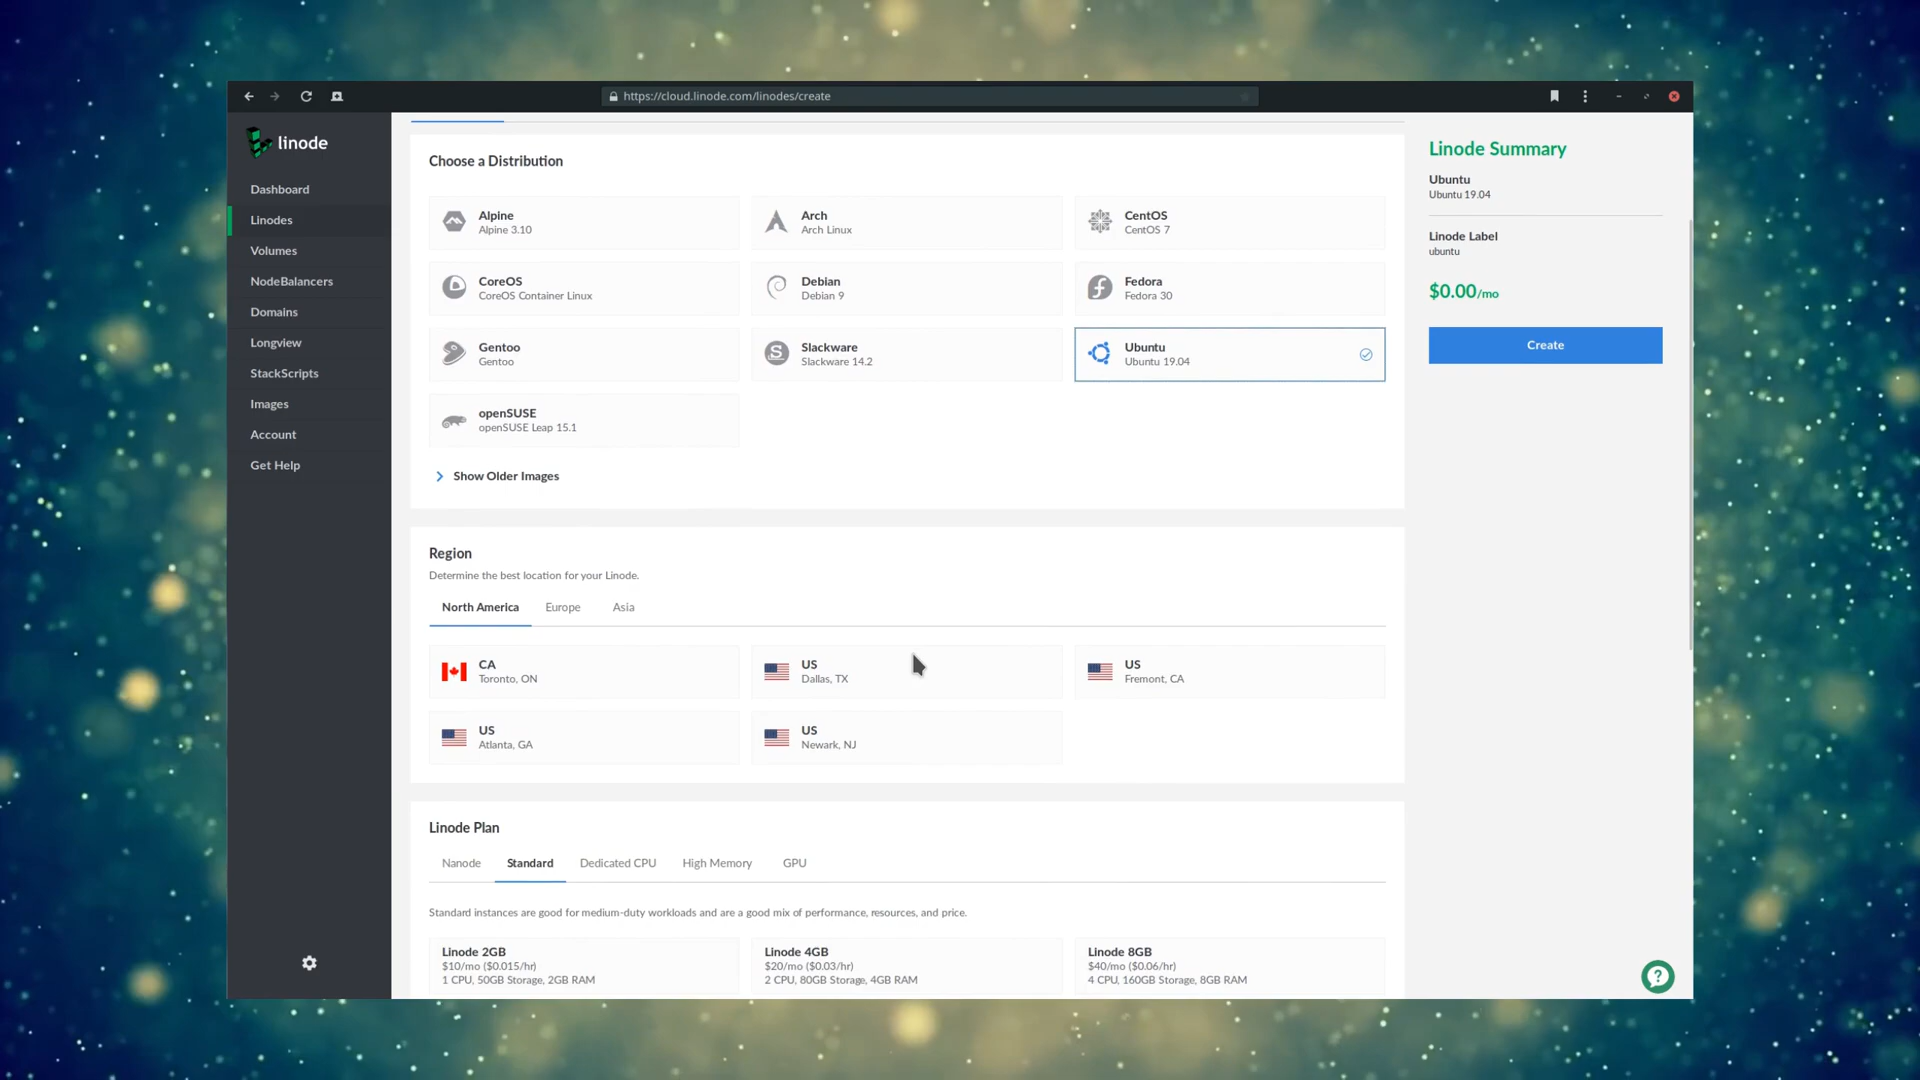 https://cloud.linode.com/linodes/create
linode
Dashboard
Linodes
Volumes
NodeBalancers
Domains
Longview
StackScripts
Images
Account
Get Help
Choose a Distribution
Alpine
Alpine 3.10
Arch
Arch Linux
CentOS
CentOS 7
CoreOS
CoreOS Container Linux
Debian
Debian 9
Fedora
Fedora 30
Gentoo
Gentoo
Slackware
Slackware 14.2
Ubuntu
Ubuntu 19.04
openSUSE
openSUSE Leap 15.1
Show Older Images
Region
Determine the best location for your Linode.
North America
Europe
Asia
CA
Toronto, ON
US
Dallas, TX
US
Fremont, CA
US
Atlanta, GA
US
Newark, NJ
Linode Plan
Nanode
Standard
Dedicated CPU
High Memory
GPU
Standard instances are good for medium-duty workloads and are a good mix of performance, resources, and price.
Linode 2GB
$10/mo ($0.015/hr)
1 CPU, 50GB Storage, 2GB RAM
Linode 4GB
$20/mo ($0.03/hr)
2 CPU, 80GB Storage, 4GB RAM
Linode 8GB
$40/mo ($0.06/hr)
4 CPU, 160GB Storage, 8GB RAM
Linode Summary
Ubuntu
Ubuntu 19.04
Linode Label
ubuntu
$0.00/mo
Create